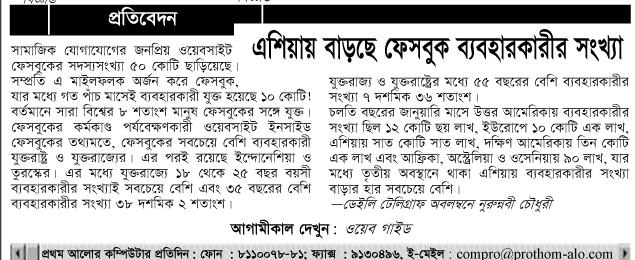 প্রতিবেদন
এশিয়ায় বাড়ছে ফেসবুক ব্যবহারকারীর সংখ্যা
সামাজিক যোগাযোগের জনপ্রিয় ওয়েবসাইট
ফেসবুকের সদস্যসংখ্যা ৫০ কোটি ছাড়িয়েছে।
সম্প্রতি এ মাইলফলক অর্জন করে ফেসবুক,
যার মধ্যে গত পাঁচ মাসেই ব্যবহারকারী যুক্ত হয়েছে ১০ কোটি!
বর্তমানে সারা বিশ্বের ৮ শতাংশ মানুষ ফেসবুকের সঙ্গে যুক্ত।
ফেসবুকের কর্মকাণ্ড পর্যবেক্ষণকারী ওয়েবসাইট ইনসাইড
ফেসবুকের তথ্যমতে, ফেসবুকের সবচেয়ে বেশি ব্যবহারকারী
যুক্তরাষ্ট্র ও যুক্তরাজ্যের। এর পরই রয়েছে ইন্দোনেশিয়া ও
তুরস্কের। এর মধ্যে যুক্তরাজ্যে ১৮ থেকে ২৫ বছর বয়সী
ব্যবহারকারীর সংখ্যাই সবচেয়ে বেশি এবং ৩৫ বছরের বেশি
ব্যবহারকারীর সংখ্যা ৩৮ দশমিক ২ শতাংশ।
যুক্তরাজ্য ও যুক্তরাষ্ট্রের মধ্যে ৫৫ বছরের বেশি ব্যবহারকারীর
সংখ্যা ৭ দশমিক ৩৬ শতাংশ।
চলতি বছরের জানুয়ারি মাসে উত্তর আমেরিকায় ব্যবহারকারীর
সংখ্যা ছিল ১২ কোটি ছয় লাখ, ইউরোপে ১০ কোটি এক লাখ,
এশিয়ায় সাত কোটি সাত লাখ, দক্ষিণ আমেরিকায় তিন কোটি
এক লাখ এবং আফ্রিকা, অস্ট্রেলিয়া ও ওসেনিয়ায় ৯০ লাখ, যার
মধ্যে তৃতীয় অবস্থানে থাকা এশিয়ায় ব্যবহারকারীর সংখ্যা
বাড়ার হার সবচেয়ে বেশি।
—ডেইলি টেলিগ্রাফ অবলম্বনে নুরুন্নবী চৌধুরী
আগামীকাল দেখুন : ওয়েব গাইড
প্রথম আলোর কম্পিউটার প্রতিদিন : ফোন : ৮১১০০৭৮-৮১; ফ্যাক্স : ৯১৩০৪৯৬, ই-মেইল : compro@prothom-alo.com